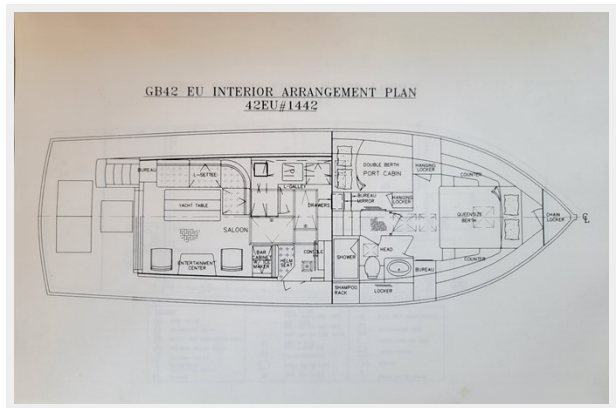 GB42 EU INTERIOR ARRANGEMENT PLAN
42EU#1442
BUREAU
L-SETTEE
YACHT TABLE
SALOON
ENTERTAINMENT
CENTER
L-GALLEY
DRAWERS
BAR
CABINET
MAKER
HELM
SEAT
CONSOLE
DOUBLE BERTH
PORT CABIN
BUREAU
MIRROR
HANGING
LOCKER
HANGING
LOCKER
COUNTER
QUEENSIZE
BERTH
CHAIN
LOCKER
COUNTER
HEAD
SHOWER
BUREAU
SHAMPOO
RACK
LOCKER